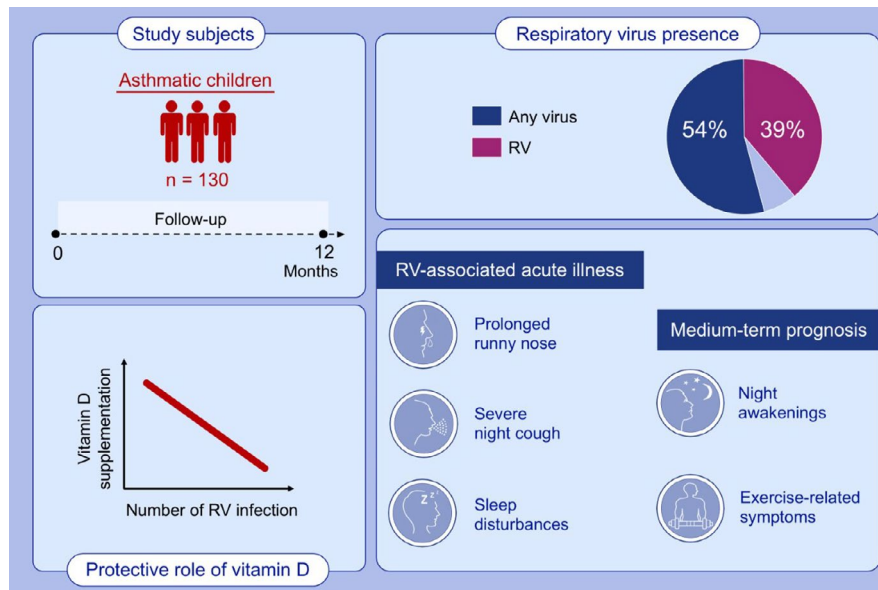 Study subjects
Asthmatic children
n = 130
Follow-up
0
12
Months
Respiratory virus presence
Any virus
RV
54%
39%
Vitamin D
supplementation
Number of RV infection
Protective role of vitamin D
RV-associated acute illness
Prolonged
runny nose
Severe
night cough
Sleep
disturbances
Medium-term prognosis
Night
awakenings
Exercise-related
symptoms